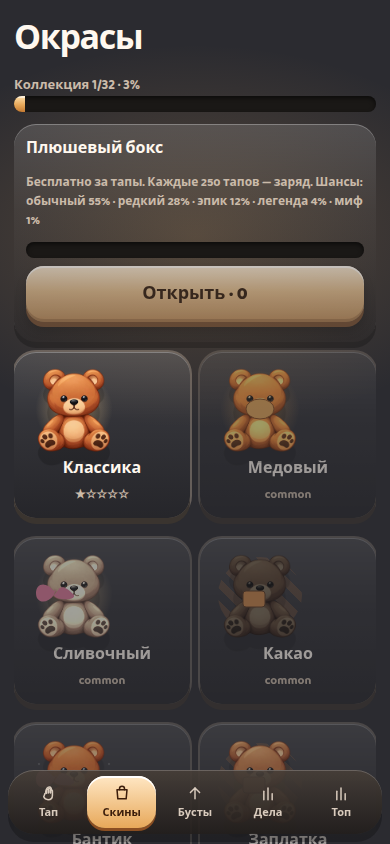 Окрасы
Коллекция 1/32 · 3%
Плюшевый бокс
Бесплатно за тапы. Каждые 250 тапов — заряд. Шансы:
обычный 55% · редкий 28% · эпик 12% · легенда 4% · миф
1%
Открыть · 0
Классика
★☆☆☆☆
Медовый
common
Сливочный
common
Какао
common
Бантик
Заплатка
Тап
Скины
Бусты
Дела
Топ